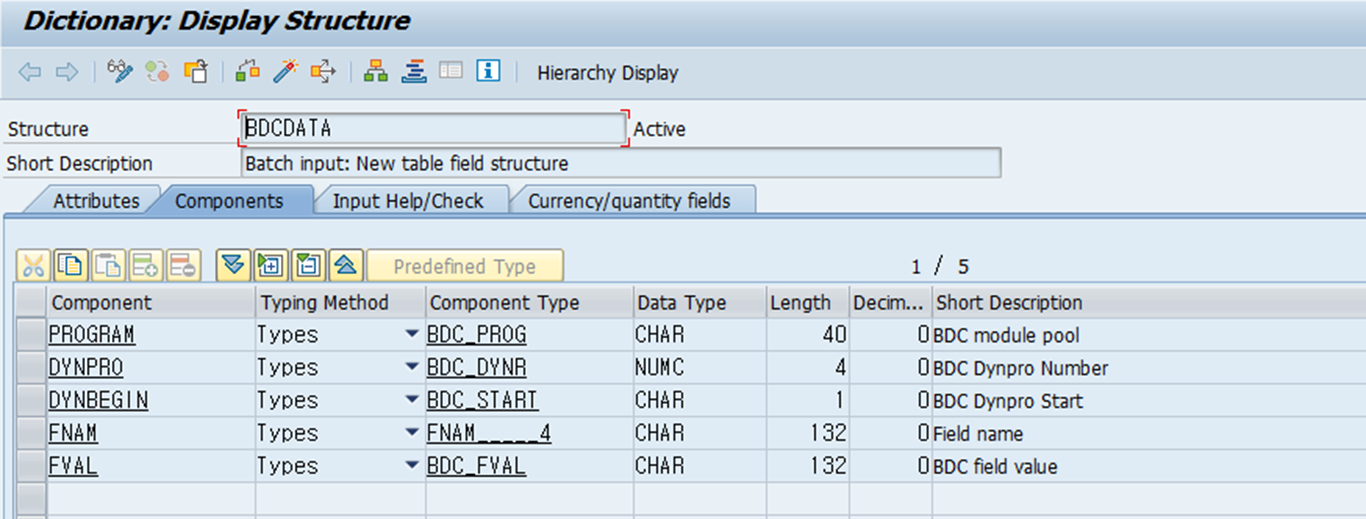 Dictionary: Display Structure
Hierarchy Display
Structure BDCDATA Active
Short Description Batch input: New table field structure
Attributes Components Input Help/Check Currency/quantity fields
Predefined Type 1 / 5
Component Typing Method Component Type Data Type Length Decim... Short Description
PROGRAM Types BDC_PROG CHAR 40 0 BDC module pool
DYNPRO Types BDC_DYNR NUMC 4 0 BDC Dynpro Number
DYNBEGIN Types BDC_START CHAR 1 0 BDC Dynpro Start
FNAM Types FNAM_____4 CHAR 132 0 Field name
FVAL Types BDC_FVAL CHAR 132 0 BDC field value